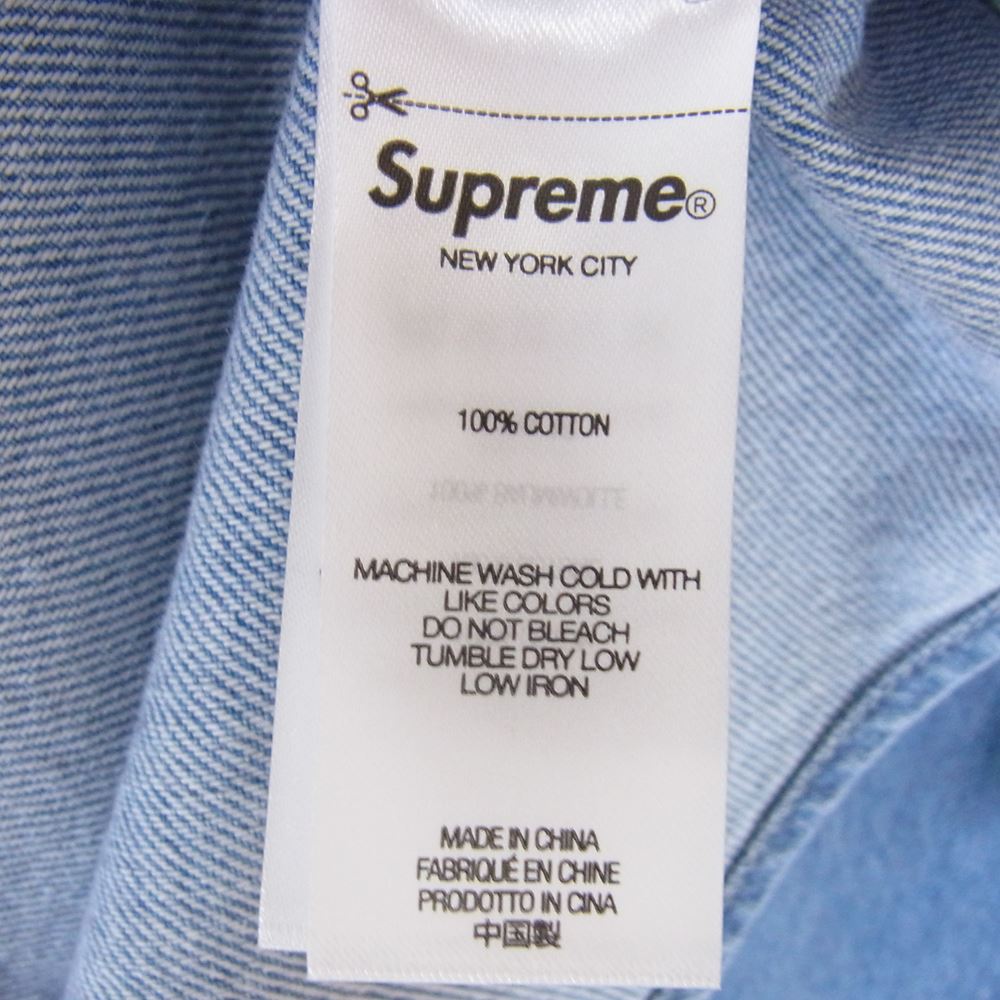 Supreme®
NEW YORK CITY
100% COTTON
MACHINE WASH COLD WITH
LIKE COLORS
DO NOT BLEACH
TUMBLE DRY LOW
LOW IRON
MADE IN CHINA
FABRIQUÉ EN CHINE
PRODOTTO IN CINA
中国製